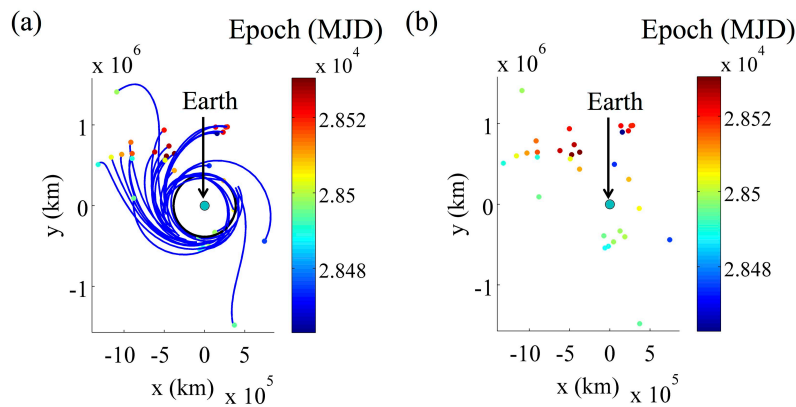 (a)
Epoch (MJD)
x 10^6
x 10^4
Earth
1
0
-1
y (km)
2.852
2.85
2.848
-10 -5 0 5
x (km)
x 10^5
(b)
Epoch (MJD)
x 10^6
x 10^4
Earth
1
0
-1
y (km)
2.852
2.85
2.848
-10 -5 0 5
x (km)
x 10^5